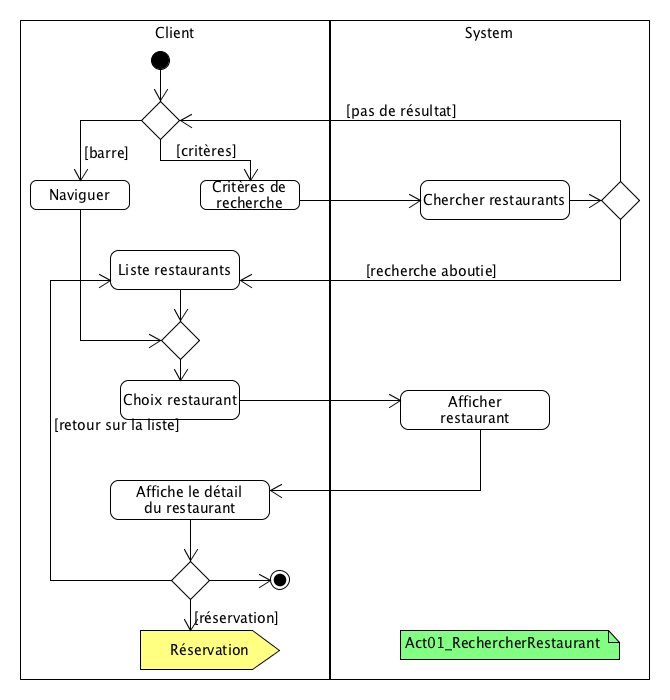 Client
System
[pas de résultat]
[barre]
[critères]
Naviguer
Critères de
recherche
Chercher restaurants
Liste restaurants
[recherche aboutie]
Choix restaurant
Afficher
restaurant
[retour sur la liste]
Affiche le détail
du restaurant
[réservation]
Réservation
Act01_RechercherRestaurant